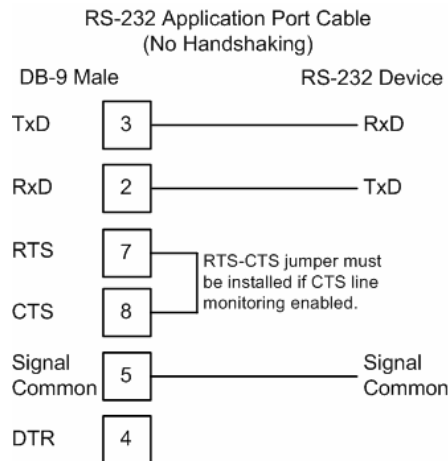 RS-232 Application Port Cable
(No Handshaking)
DB-9 Male RS-232 Device
TxD 3 RxD
RxD 2 TxD
RTS 7
RTS-CTS jumper must
be installed if CTS line
monitoring enabled.
CTS 8
Signal
Common 5 Signal
Common
DTR 4